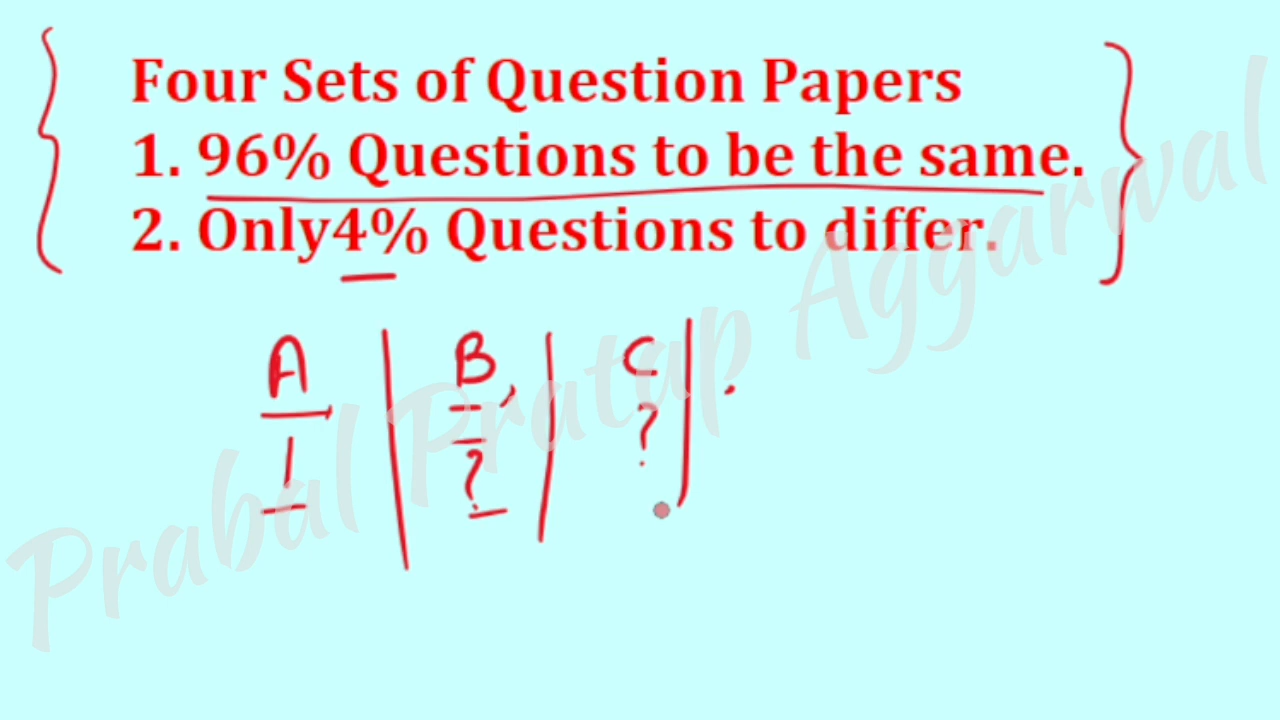 Four Sets of Question Papers
1. 96% Questions to be the same.
2. Only4% Questions to differ.
A B, C .
1 ? ?
Prabal Pratap Aggarwal